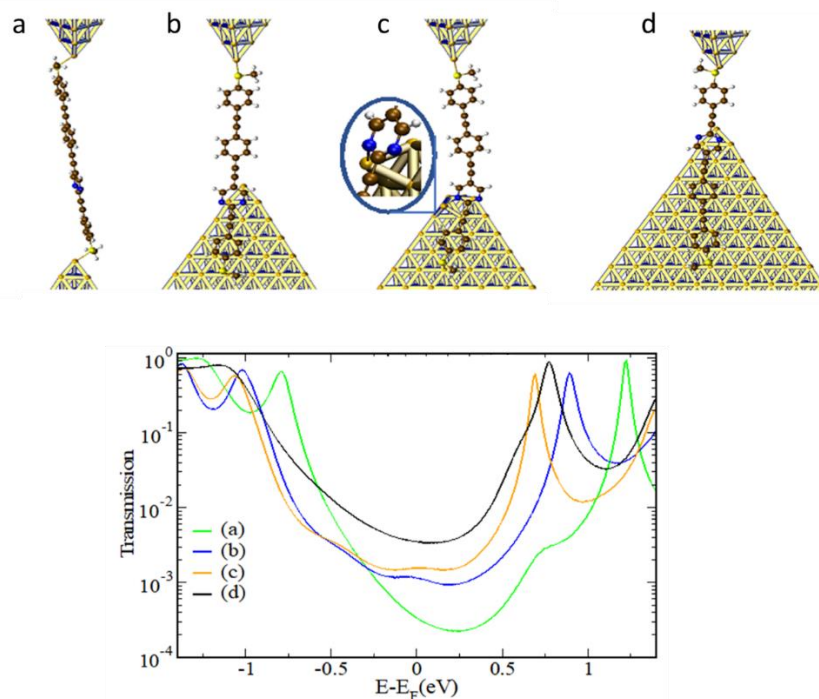 a b c d
10^0
10^-1
10^-2
10^-3
10^-4
Transmission
(a)
(b)
(c)
(d)
-1 -0.5 0 0.5 1
E-E_F(eV)